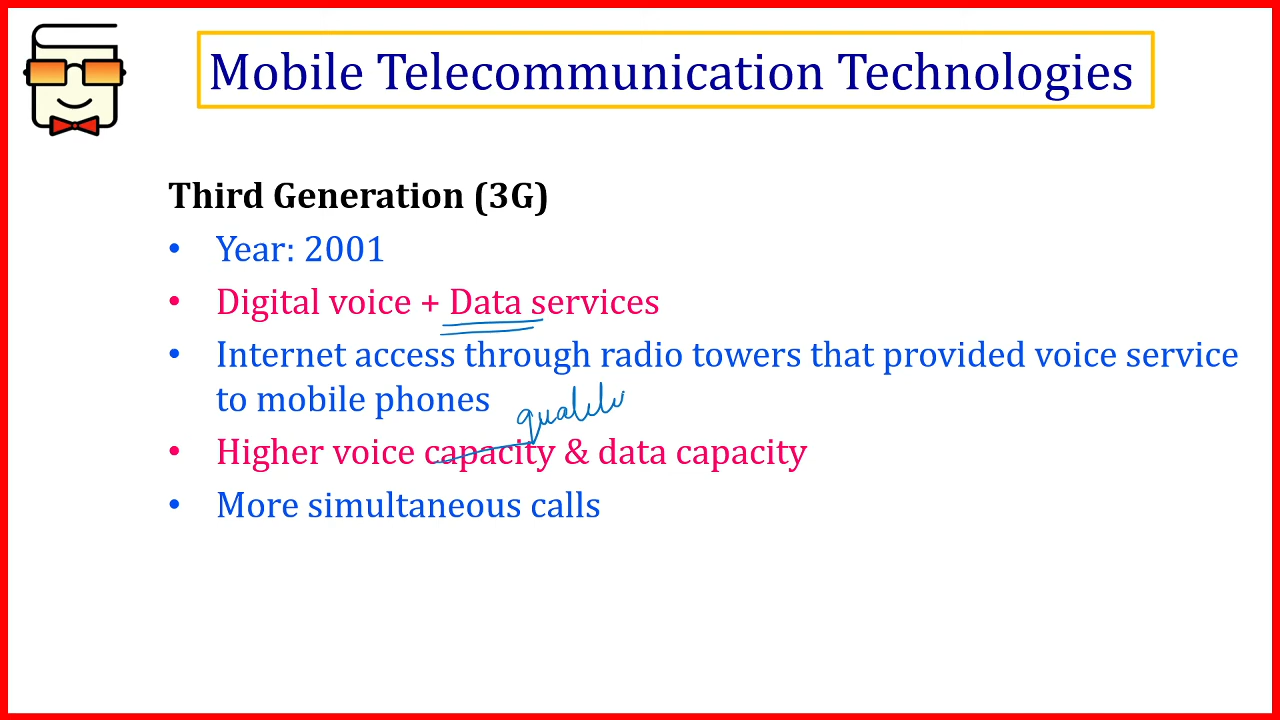 Mobile Telecommunication Technologies
Third Generation (3G)
• Year: 2001
• Digital voice + Data services
• Internet access through radio towers that provided voice service
to mobile phones
• Higher voice capacity & data capacity
• More simultaneous calls